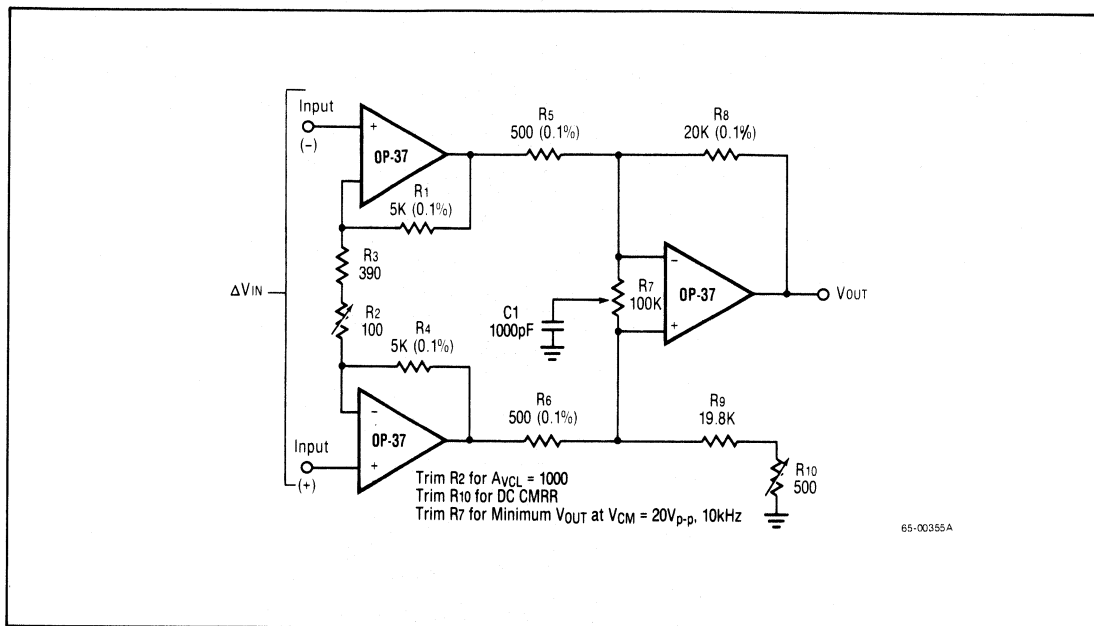 Input
(–)
+
OP-37
R1
5K (0.1%)
R3
390
R2
100
ΔVIN
R4
5K (0.1%)
–
OP-37
+
Input
(+)
R5
500 (0.1%)
R8
20K (0.1%)
C1
1000pF
R7
100K
–
OP-37
+
VOUT
R6
500 (0.1%)
R9
19.8K
R10
500
Trim R2 for AVCL = 1000
Trim R10 for DC CMRR
Trim R7 for Minimum VOUT at VCM = 20Vp-p, 10kHz
65-00355A